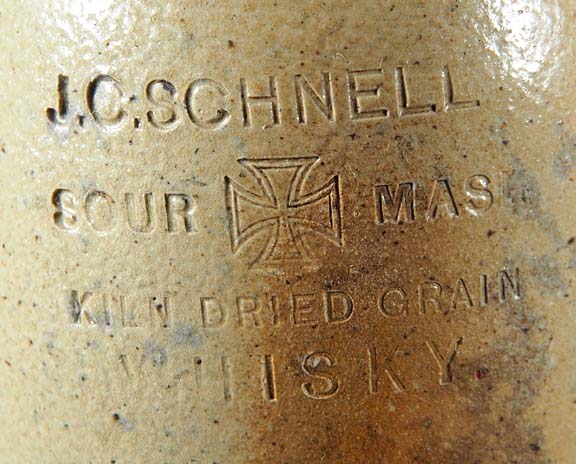 J.C. SCHNELL
SOUR MASH
KILN DRIED GRAIN
WHISKY